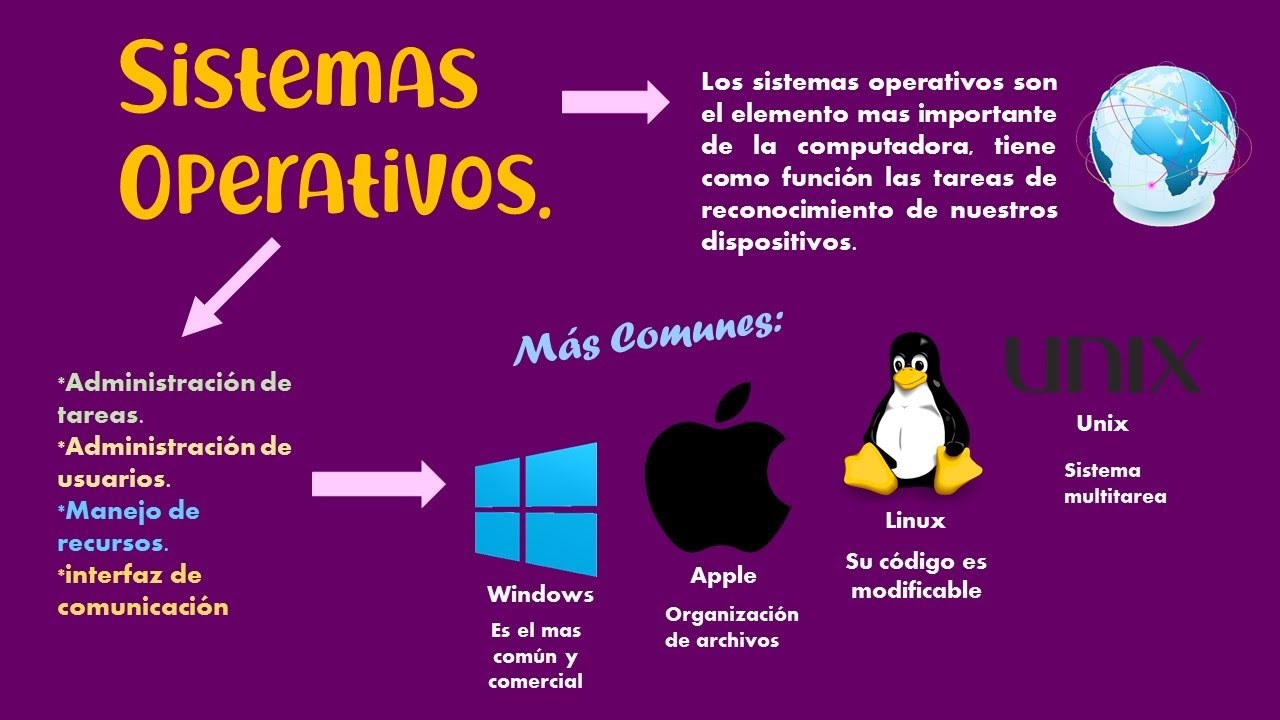 Sistemas
Operativos.
Los sistemas operativos son
el elemento mas importante
de la computadora, tiene
como función las tareas de
reconocimiento de nuestros
dispositivos.
*Administración de
tareas.
*Administración de
usuarios.
*Manejo de
recursos.
*interfaz de
comunicación
Más Comunes:
Windows
Es el mas
común y
comercial
Apple
Organización
de archivos
Linux
Su código es
modificable
UNIX
Unix
Sistema
multitarea